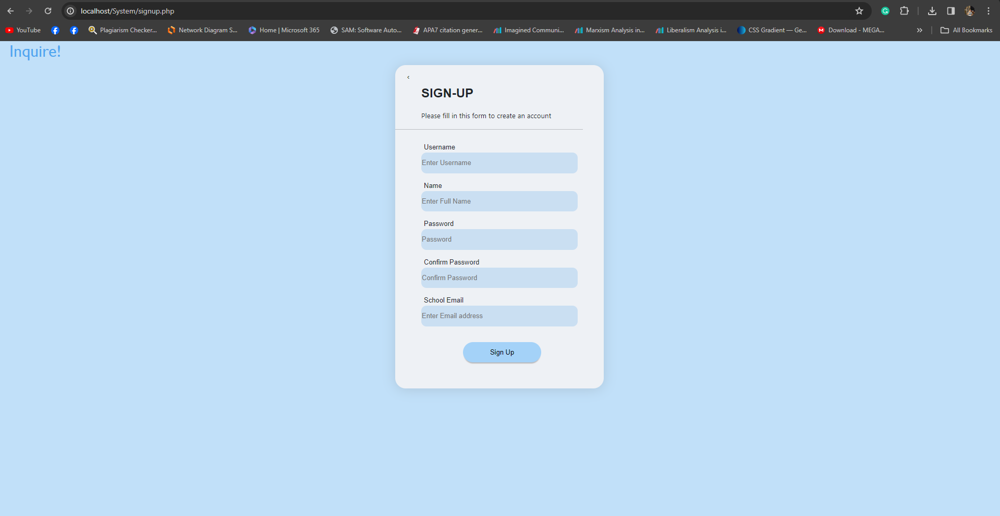 localhost/System/signup.php
YouTube
Plagiarism Checker...
Network Diagram S...
Home | Microsoft 365
SAM: Software Auto...
APA7 citation gener...
Imagined Communi...
Marxism Analysis in...
Liberalism Analysis i...
CSS Gradient — Ge...
Download - MEGA...
All Bookmarks
Inquire!
SIGN-UP
Please fill in this form to create an account
Username
Enter Username
Name
Enter Full Name
Password
Password
Confirm Password
Confirm Password
School Email
Enter Email address
Sign Up